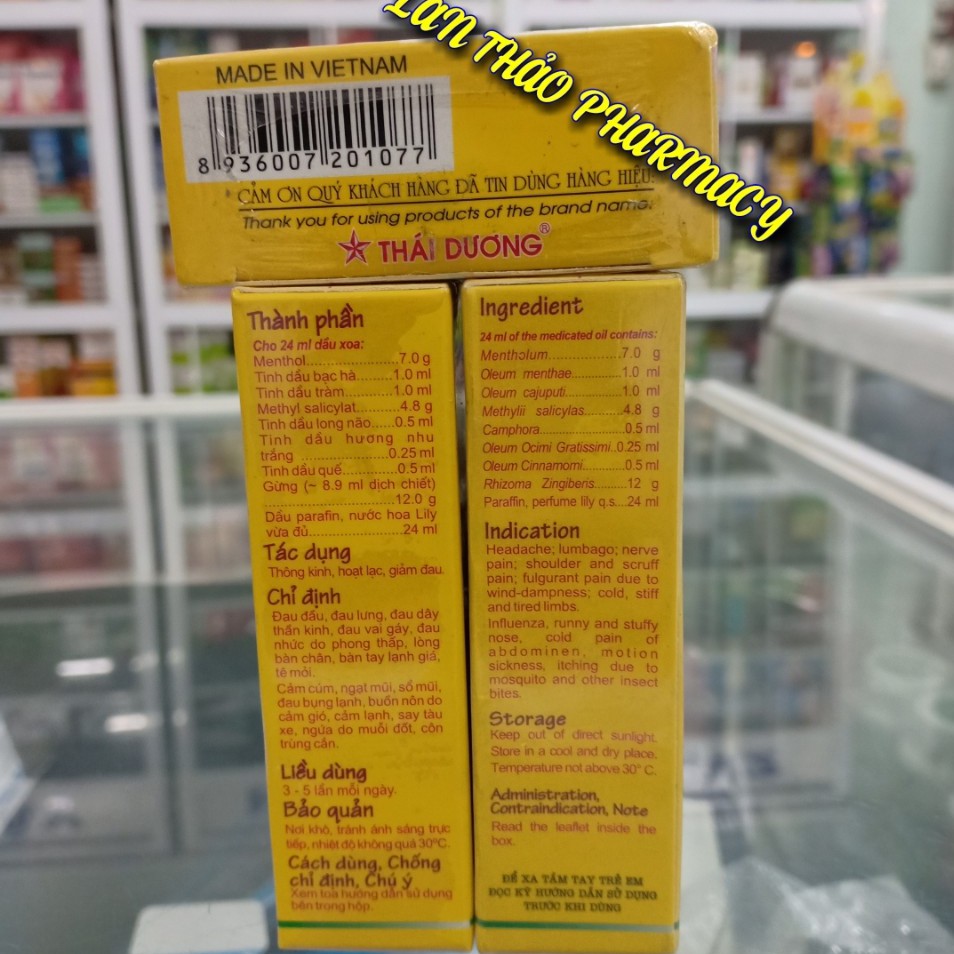 LAN THẢO PHARMACY
MADE IN VIETNAM
8 936007 201077
CẢM ƠN QUÝ KHÁCH HÀNG ĐÃ TIN DÙNG HÀNG HIỆU:
Thank you for using products of the brand name:
THÁI DƯƠNG®
Thành phần
Cho 24 ml dầu xoa:
Menthol......................7.0 g
Tinh dầu bạc hà.........1.0 ml
Tinh dầu tràm............1.0 ml
Methyl salicylat..........4.8 g
Tinh dầu long não.....0.5 ml
Tinh dầu hương nhu
trắng ......................0.25 ml
Tinh dầu quế.............0.5 ml
Gừng (~ 8.9 ml dịch chiết)
...............................12.0 g
Dầu parafin, nước hoa Lily
vừa đủ.......................24 ml
Tác dụng
Thông kinh, hoạt lạc, giảm đau.
Chỉ định
Đau đầu, đau lưng, đau dây
thần kinh, đau vai gáy, đau
nhức do phong thấp, lòng
bàn chân, bàn tay lạnh giá,
tê mỏi.
Cảm cúm, ngạt mũi, sổ mũi,
đau bụng lạnh, buồn nôn do
cảm gió, cảm lạnh, say tàu
xe, ngứa do muỗi đốt, côn
trùng cắn.
Liều dùng
3 - 5 lần mỗi ngày.
Bảo quản
Nơi khô, tránh ánh sáng trực
tiếp, nhiệt độ không quá 30°C.
Cách dùng, Chống
chỉ định, Chú ý
Xem toa hướng dẫn sử dụng
bên trong hộp.
Ingredient
24 ml of the medicated oil contains:
Mentholum.................7.0 g
Oleum menthae..........1.0 ml
Oleum cajuputi...........1.0 ml
Methylii salicylas.........4.8 g
Camphora..................0.5 ml
Oleum Ocimi Gratissimi..0.25 ml
Oleum Cinnamomi........0.5 ml
Rhizoma Zingiberis........12 g
Paraffin, perfume lily q.s....24 ml
Indication
Headache; lumbago; nerve
pain; shoulder and scruff
pain; fulgurant pain due to
wind-dampness; cold, stiff
and tired limbs.
Influenza, runny and stuffy
nose, cold pain of
abdominen, motion
sickness, itching due to
mosquito and other insect
bites.
Storage
Keep out of direct sunlight.
Store in a cool and dry place.
Temperature not above 30° C.
Administration,
Contraindication, Note
Read the leaflet inside the
box.
ĐỂ XA TẦM TAY TRẺ EM
ĐỌC KỸ HƯỚNG DẪN SỬ DỤNG
TRƯỚC KHI DÙNG